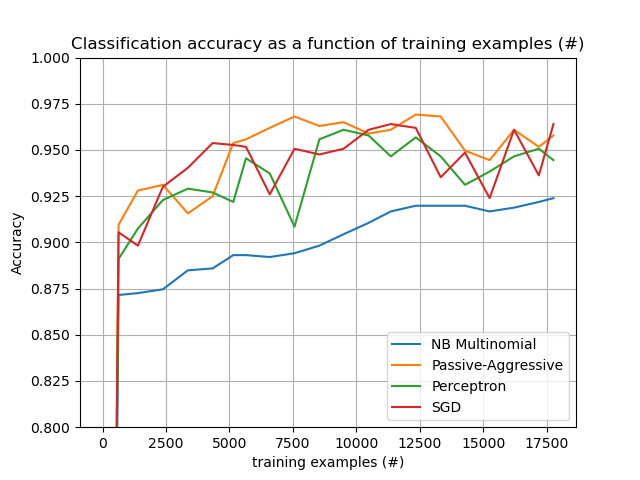 Classification accuracy as a function of training examples (#)
1.000
0.975
0.950
0.925
0.900
0.875
0.850
0.825
0.800
Accuracy
NB Multinomial
Passive-Aggressive
Perceptron
SGD
0 2500 5000 7500 10000 12500 15000 17500
training examples (#)